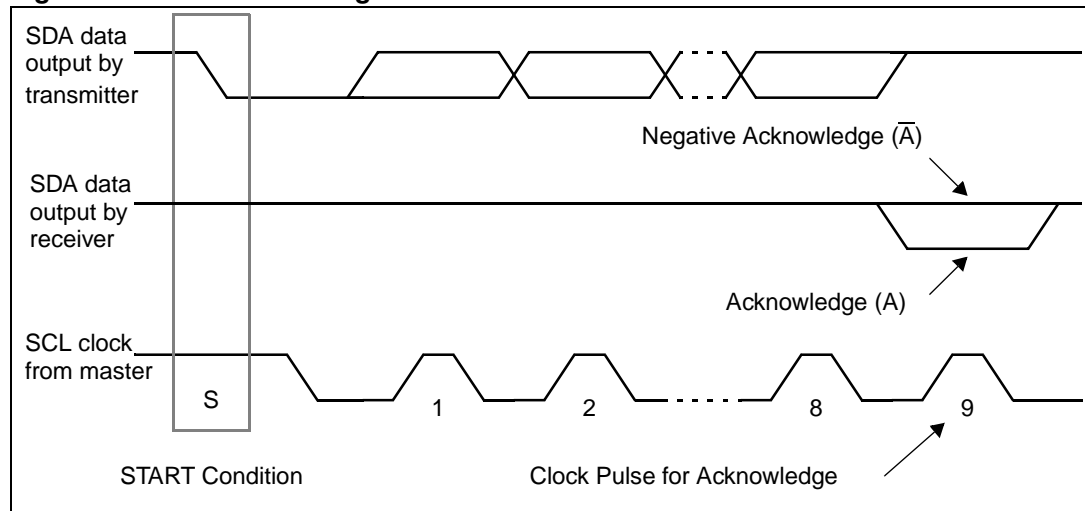 SDA data
output by
transmitter
Negative Acknowledge (A̅)
SDA data
output by
receiver
Acknowledge (A)
SCL clock
from master
S
1
2
8
9
START Condition
Clock Pulse for Acknowledge